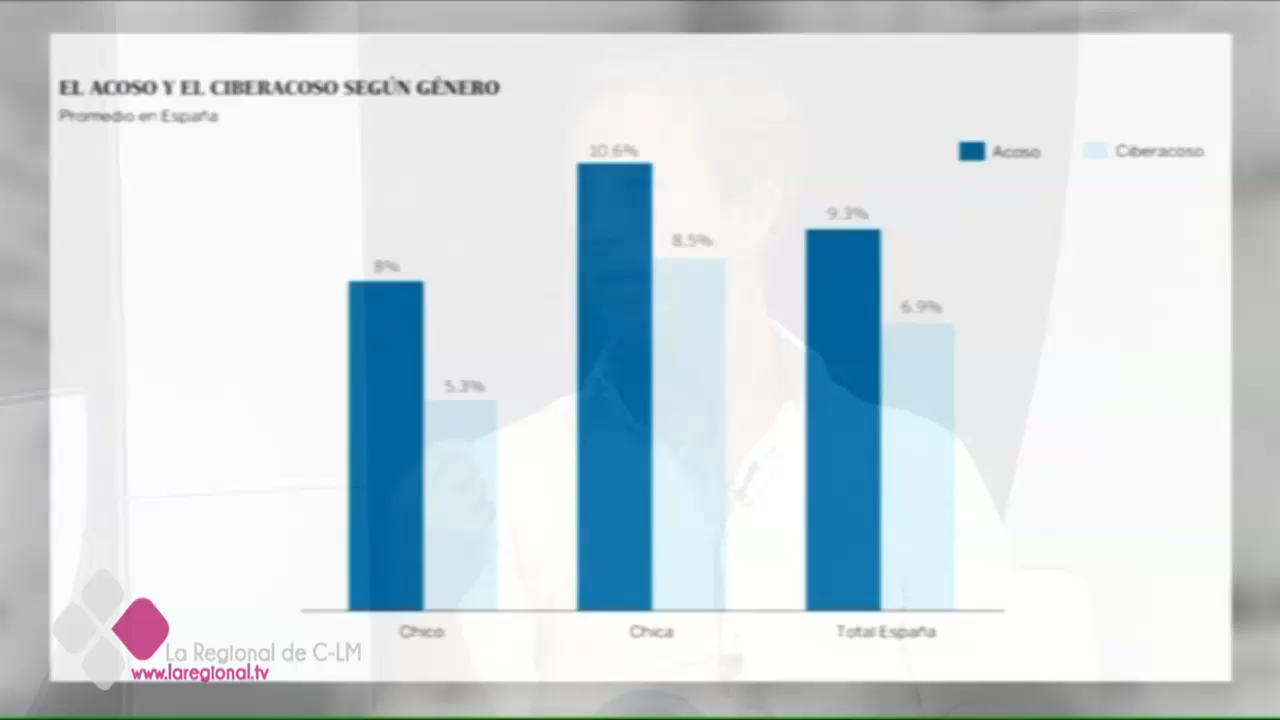 EL ACOSO Y EL CIBERACOSO SEGÚN GÉNERO
Promedio en España
Acoso
Ciberacoso
10.6%
9.3%
8.5%
8%
6.9%
5.3%
Chico
Chica
Total España
La Regional de C-LM
www.laregional.tv